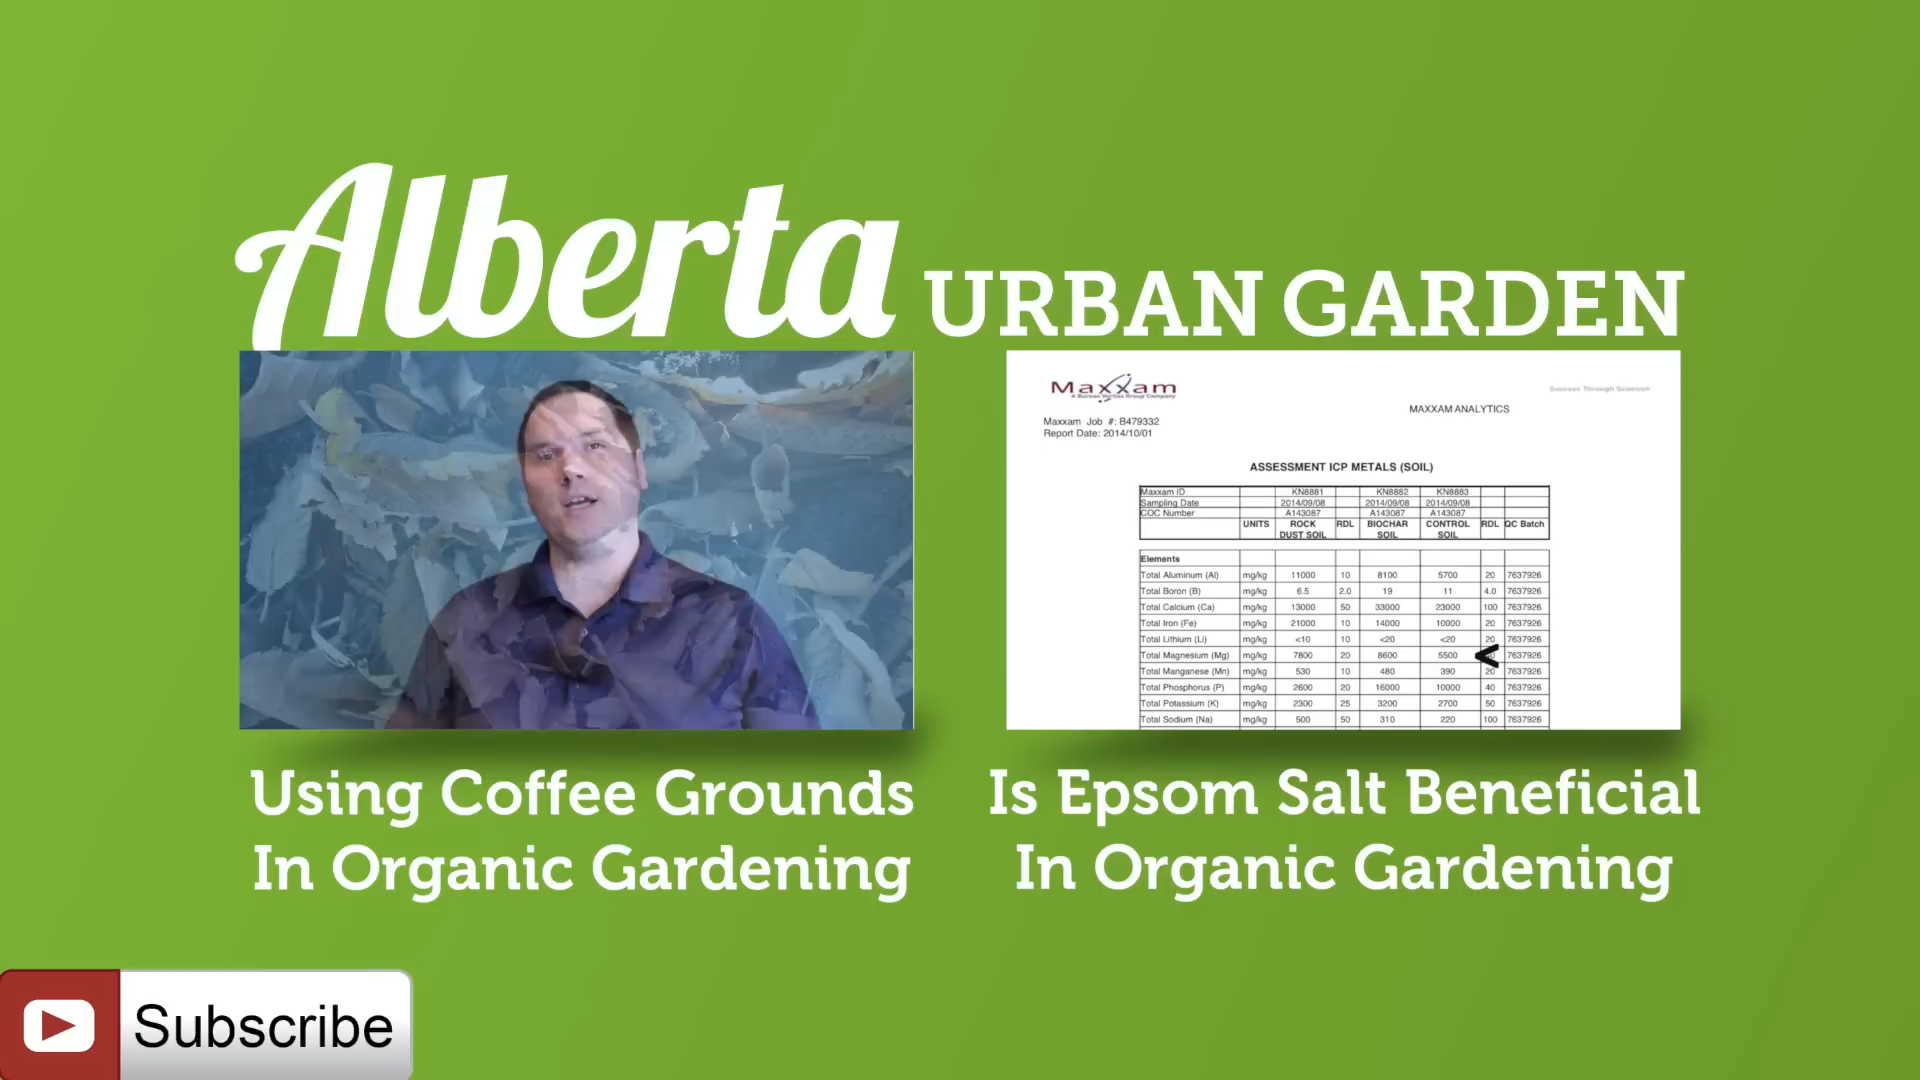 Alberta URBAN GARDEN
Maxxam
A Bureau Veritas Group Company
Success Through Science®
MAXXAM ANALYTICS
Maxxam Job #: B479332
Report Date: 2014/10/01
ASSESSMENT ICP METALS (SOIL)
Maxxam ID KN8881 KN8882 KN8883
Sampling Date 2014/09/08 2014/09/08 2014/09/08
COC Number A143087 A143087 A143087
UNITS ROCK DUST SOIL RDL BIOCHAR SOIL CONTROL SOIL RDL QC Batch
Elements
Total Aluminum (Al) mg/kg 11000 10 8100 5700 20 7637926
Total Boron (B) mg/kg 6.5 2.0 19 11 4.0 7637926
Total Calcium (Ca) mg/kg 13000 50 33000 23000 100 7637926
Total Iron (Fe) mg/kg 21000 10 14000 10000 20 7637926
Total Lithium (Li) mg/kg <10 10 <20 <20 20 7637926
Total Magnesium (Mg) mg/kg 7800 20 8600 5500 < 7637926
Total Manganese (Mn) mg/kg 530 10 480 390 20 7637926
Total Phosphorus (P) mg/kg 2600 20 16000 10000 40 7637926
Total Potassium (K) mg/kg 2300 25 3200 2700 50 7637926
Total Sodium (Na) mg/kg 500 50 310 220 100 7637926
Using Coffee Grounds
In Organic Gardening
Is Epsom Salt Beneficial
In Organic Gardening
Subscribe